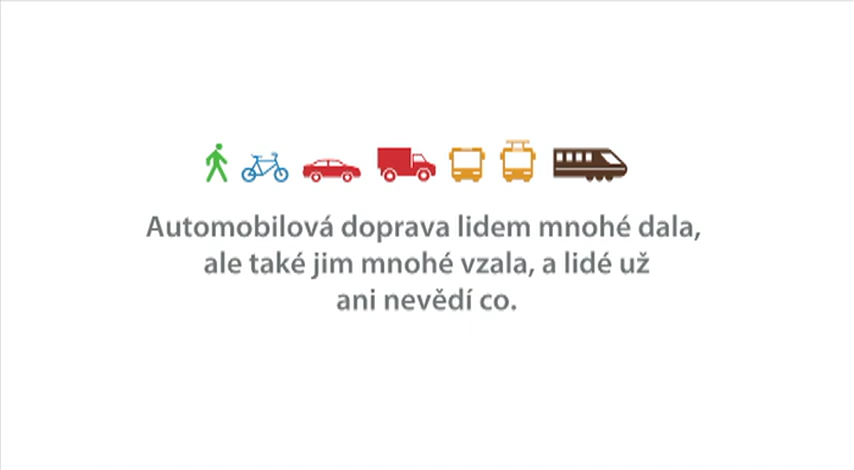 Automobilová doprava lidem mnohé dala,
ale také jim mnohé vzala, a lidé už
ani nevědí co.